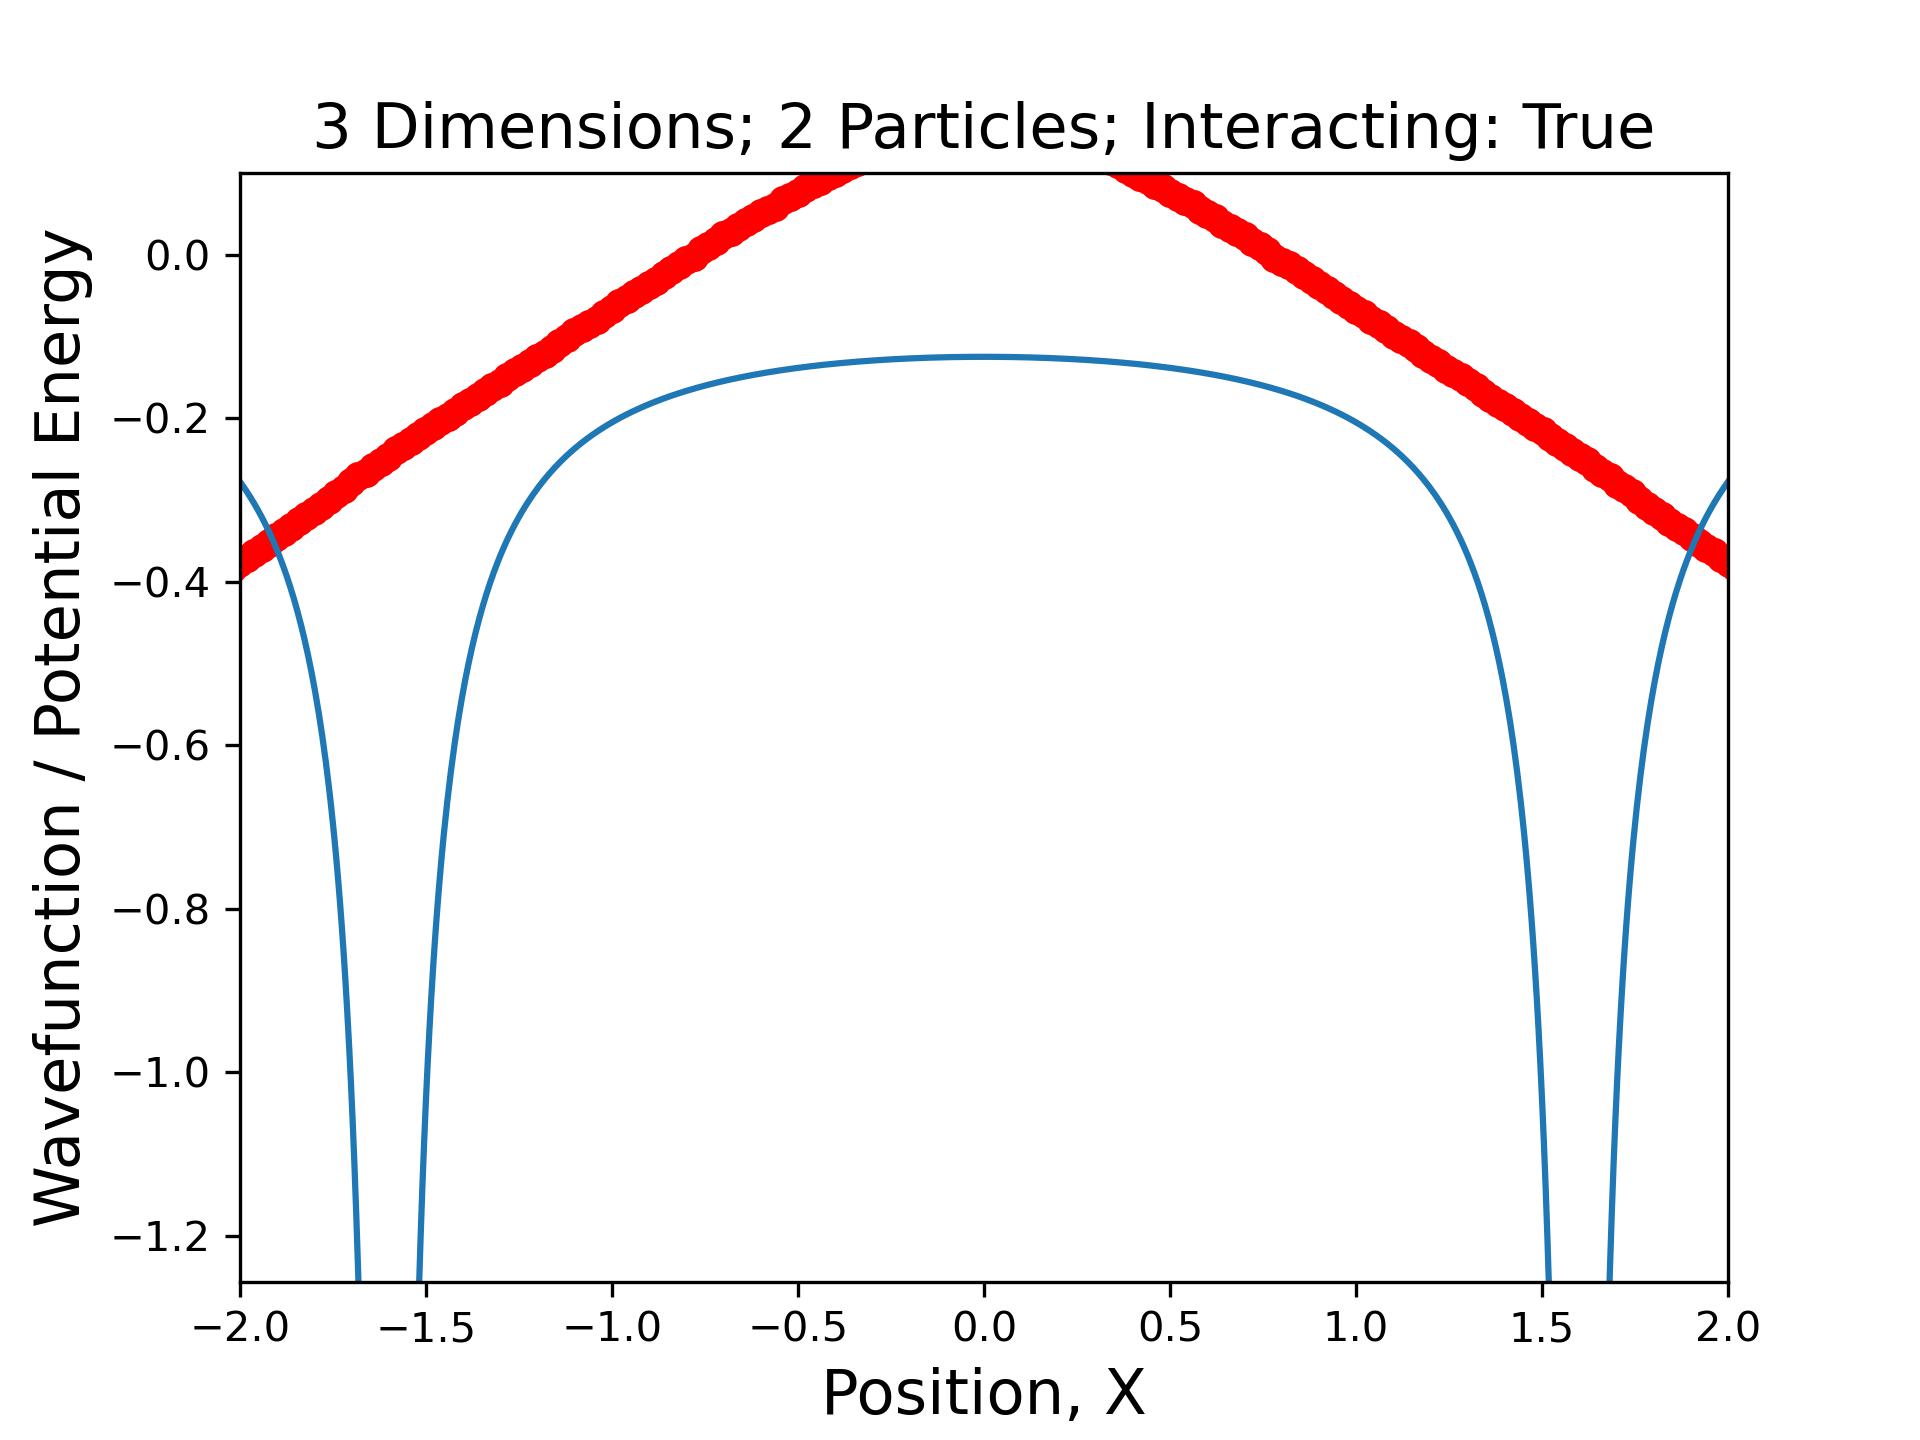 3 Dimensions; 2 Particles; Interacting: True
Wavefunction / Potential Energy
0.0
−0.2
−0.4
−0.6
−0.8
−1.0
−1.2
−2.0 −1.5 −1.0 −0.5 0.0 0.5 1.0 1.5 2.0
Position, X